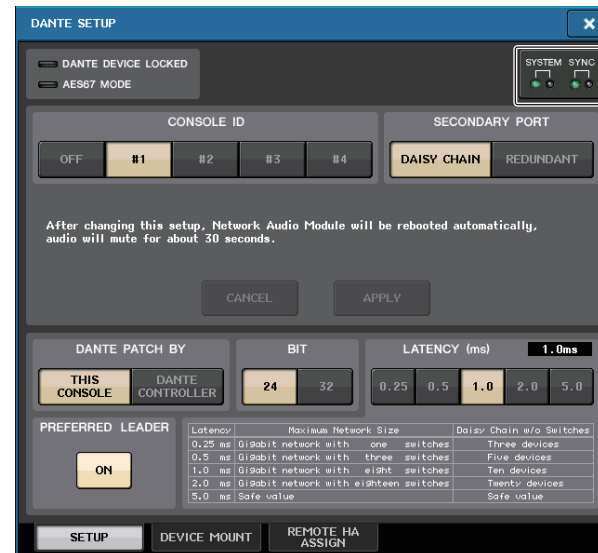 DANTE SETUP
×
DANTE DEVICE LOCKED
AES67 MODE
SYSTEM SYNC
CONSOLE ID
OFF #1 #2 #3 #4
SECONDARY PORT
DAISY CHAIN REDUNDANT
After changing this setup, Network Audio Module will be rebooted automatically,
audio will mute for about 30 seconds.
CANCEL APPLY
DANTE PATCH BY
THIS CONSOLE DANTE CONTROLLER
BIT
24 32
LATENCY (ms) 1.0ms
0.25 0.5 1.0 2.0 5.0
PREFERRED LEADER
ON
Latency Maximum Network Size Daisy Chain w/o Switches
0.25 ms Gigabit network with one switches Three devices
0.5 ms Gigabit network with three switches Five devices
1.0 ms Gigabit network with eight switches Ten devices
2.0 ms Gigabit network with eighteen switches Twenty devices
5.0 ms Safe value Safe value
SETUP DEVICE MOUNT REMOTE HA ASSIGN